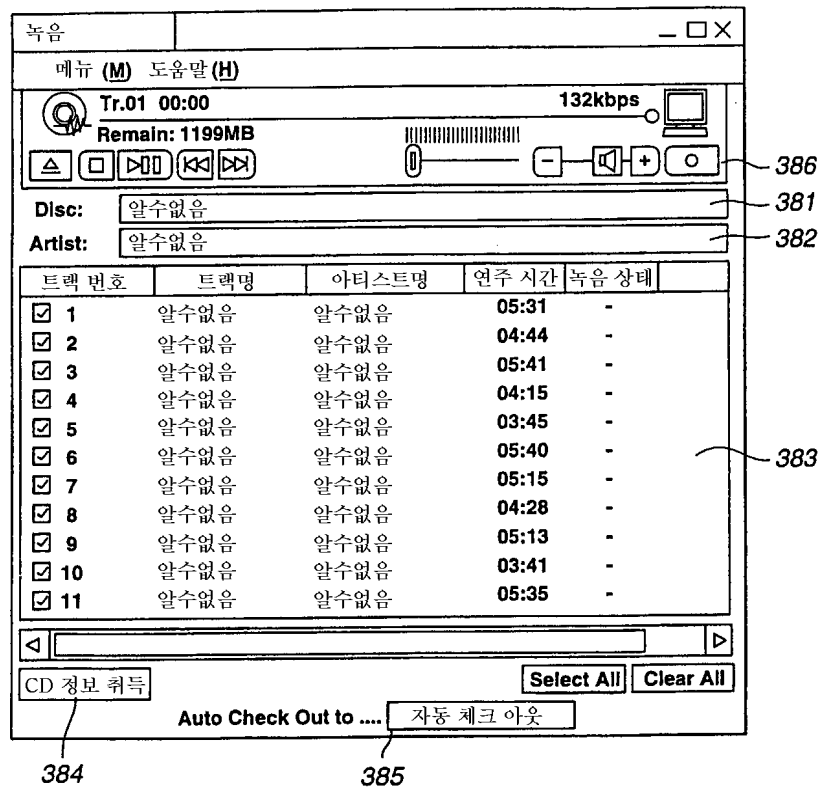 녹음
메뉴 (M) 도움말 (H)
Tr.01 00:00 132kbps
Remain: 1199MB
386
Disc: 알수없음 381
Artist: 알수없음 382
트랙 번호 트랙명 아티스트명 연주 시간 녹음 상태
1 알수없음 알수없음 05:31 -
2 알수없음 알수없음 04:44 -
3 알수없음 알수없음 05:41 -
4 알수없음 알수없음 04:15 -
5 알수없음 알수없음 03:45 -
6 알수없음 알수없음 05:40 -
383
7 알수없음 알수없음 05:15 -
8 알수없음 알수없음 04:28 -
9 알수없음 알수없음 05:13 -
10 알수없음 알수없음 03:41 -
11 알수없음 알수없음 05:35 -
CD 정보 취득 Select All Clear All
Auto Check Out to .... 자동 체크 아웃
384 385